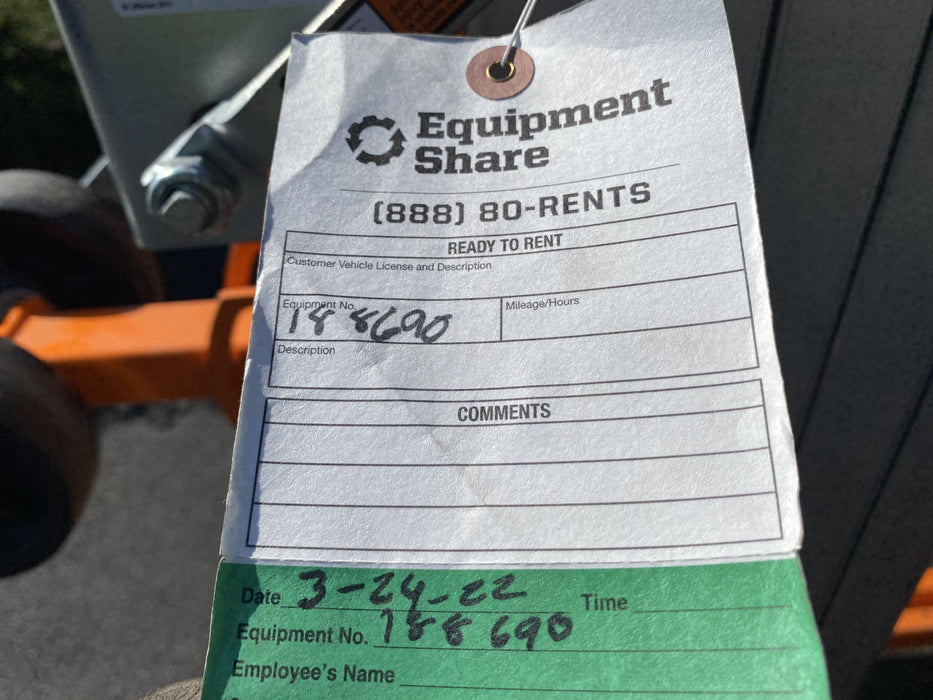 Equipment
Share
(888) 80-RENTS
READY TO RENT
Customer Vehicle License and Description
Equipment No.
Mileage/Hours
188690
Description
COMMENTS
Date 3-24-22 Time
Equipment No. 188690
Employee's Name